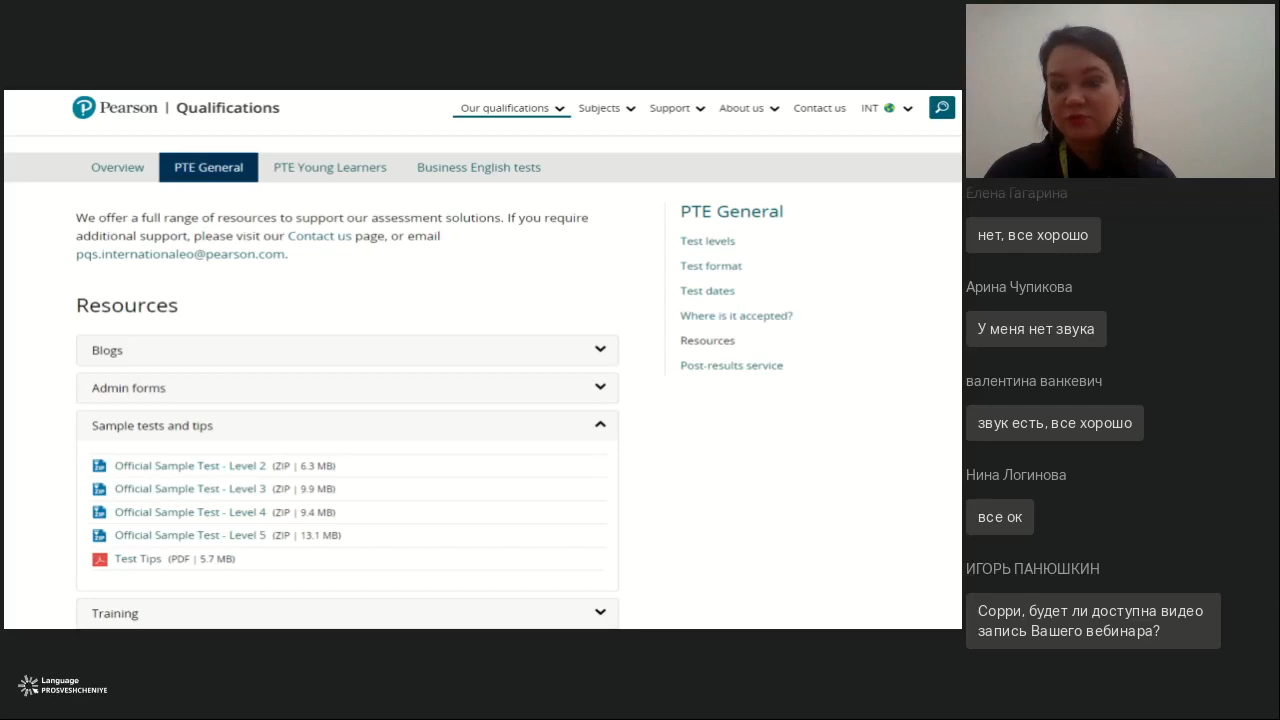 Pearson | Qualifications
Our qualifications
Subjects
Support
About us
Contact us
INT
Overview
PTE General
PTE Young Learners
Business English tests
We offer a full range of resources to support our assessment solutions. If you require
additional support, please visit our Contact us page, or email
pqs.internationaleo@pearson.com.
Resources
Blogs
Admin forms
Sample tests and tips
Official Sample Test - Level 2 (ZIP | 6.3 MB)
Official Sample Test - Level 3 (ZIP | 9.9 MB)
Official Sample Test - Level 4 (ZIP | 9.4 MB)
Official Sample Test - Level 5 (ZIP | 13.1 MB)
Test Tips (PDF | 5.7 MB)
Training
PTE General
Test levels
Test format
Test dates
Where is it accepted?
Resources
Post-results service
Елена Гагарина
нет, все хорошо
Арина Чупикова
У меня нет звука
валентина ванкевич
звук есть, все хорошо
Нина Логинова
все ок
ИГОРЬ ПАНЮШКИН
Сорри, будет ли доступна видео
запись Вашего вебинара?
Language
PROSVESHCHENIYE